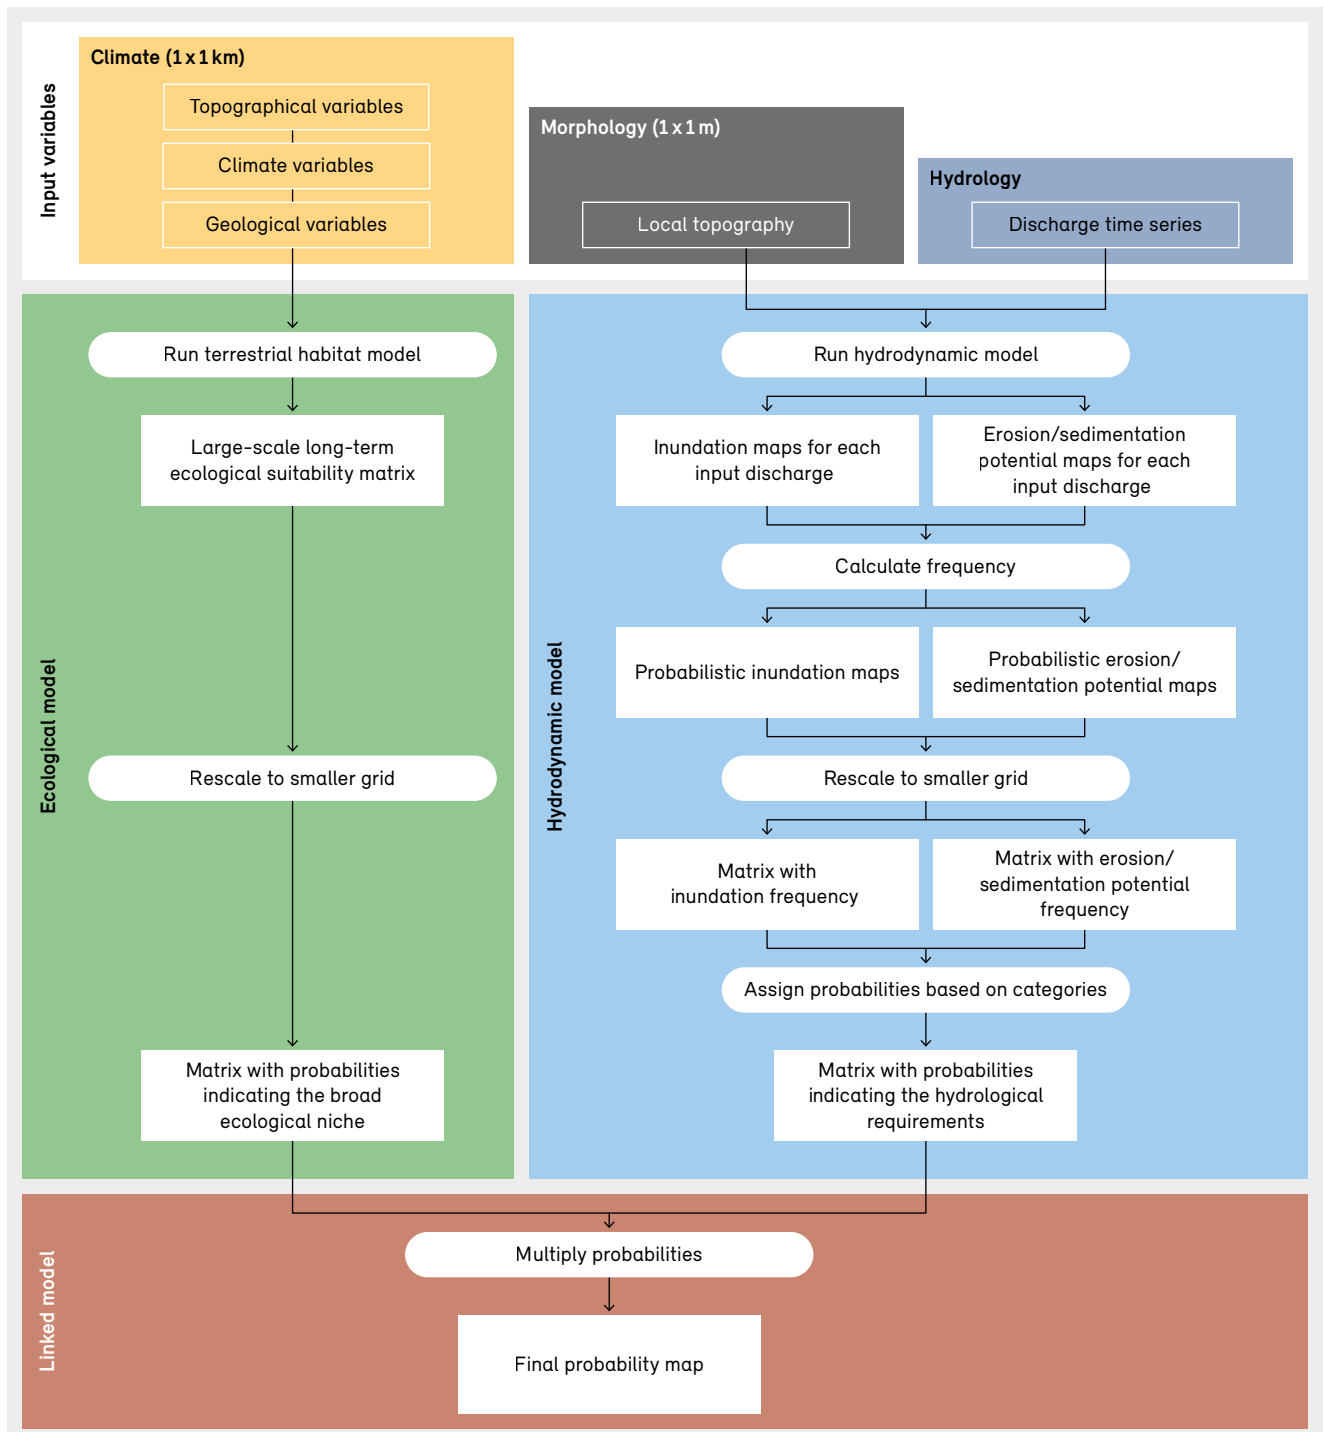 Input variables
Climate (1 x 1 km)
Topographical variables
Climate variables
Geological variables
Morphology (1 x 1 m)
Local topography
Hydrology
Discharge time series
Ecological model
Run terrestrial habitat model
Large-scale long-term
ecological suitability matrix
Rescale to smaller grid
Matrix with probabilities
indicating the broad
ecological niche
Hydrodynamic model
Run hydrodynamic model
Inundation maps for each
input discharge
Erosion/sedimentation
potential maps for each
input discharge
Calculate frequency
Probabilistic inundation maps
Probabilistic erosion/
sedimentation potential maps
Rescale to smaller grid
Matrix with
inundation frequency
Matrix with erosion/
sedimentation potential
frequency
Assign probabilities based on categories
Matrix with probabilities
indicating the hydrological
requirements
Linked model
Multiply probabilities
Final probability map